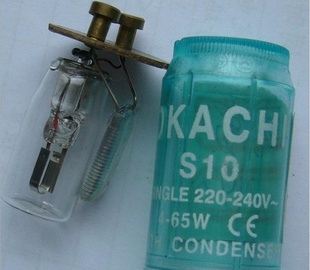 OKACHI
S10
INGLE 220-240V~
4-65W CE
CONDENSE